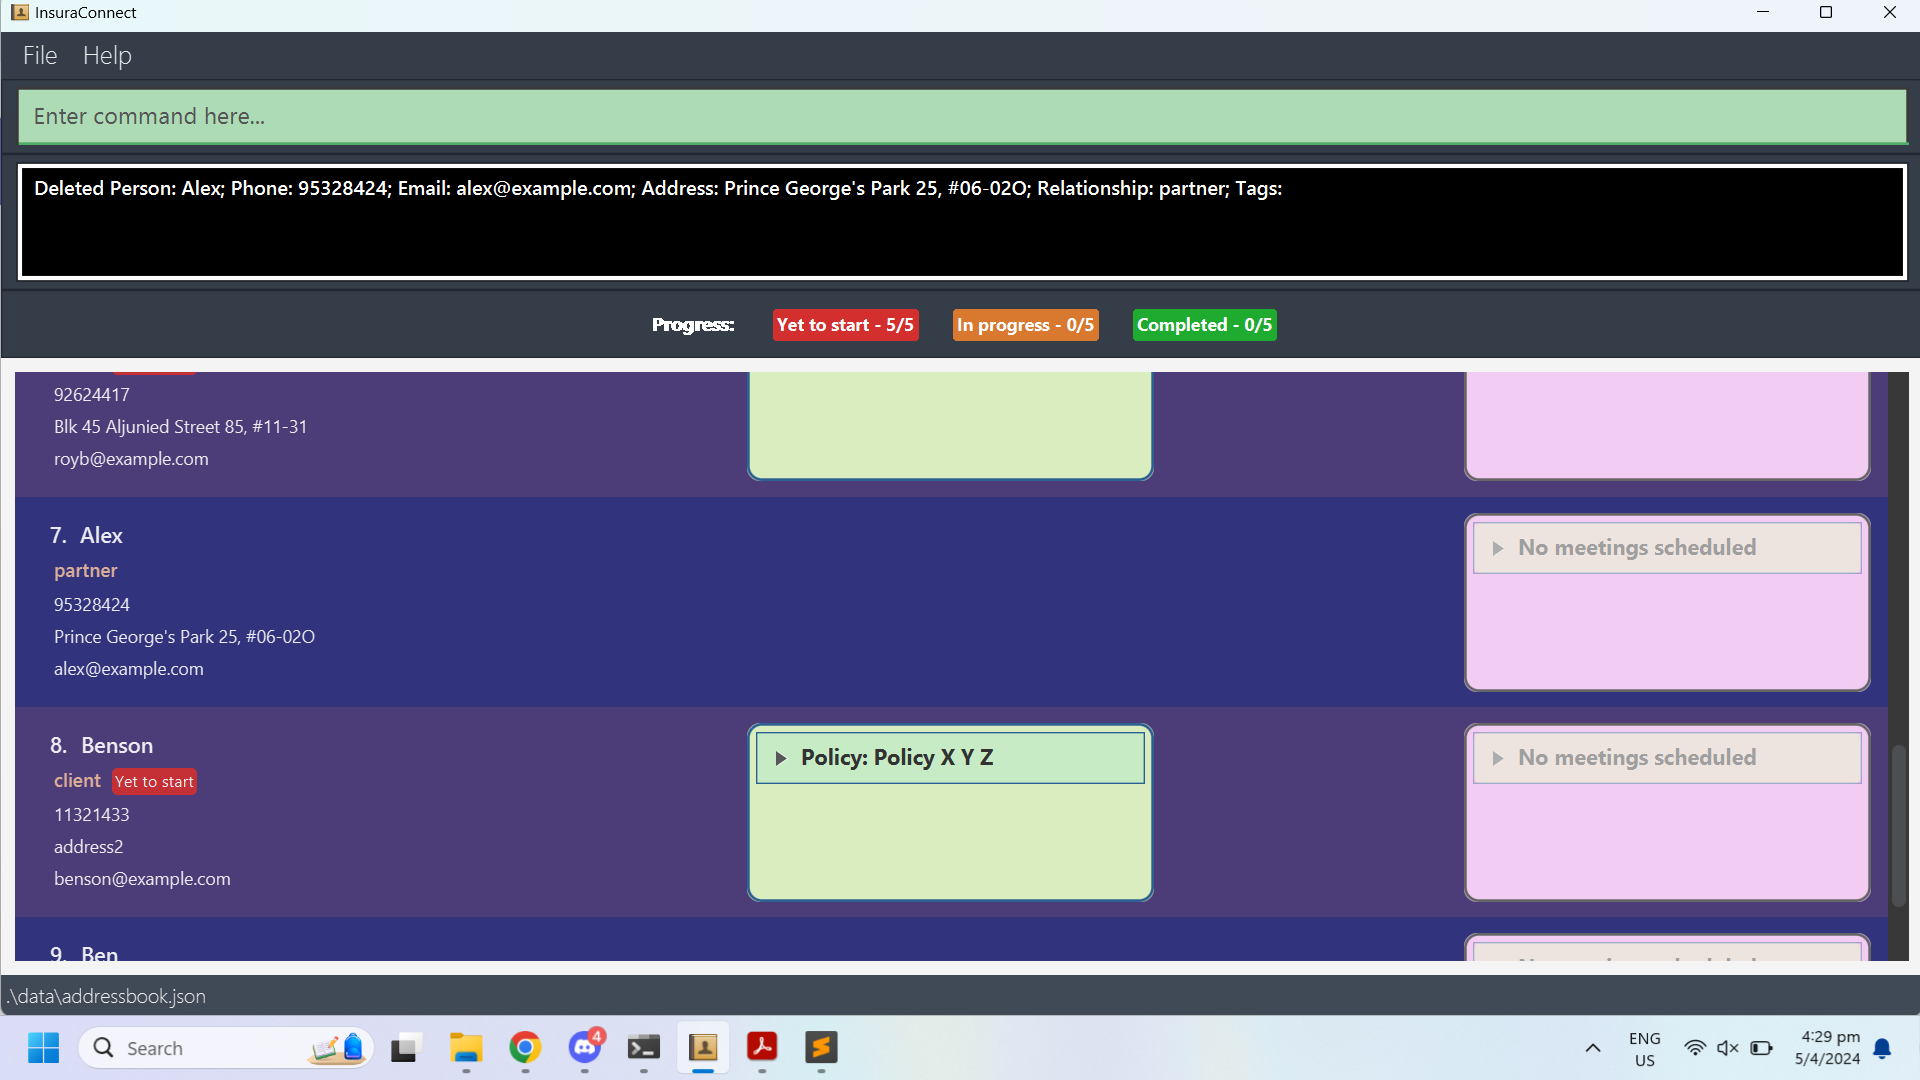 InsuraConnect
File Help
Enter command here...
Deleted Person: Alex; Phone: 95328424; Email: alex@example.com; Address: Prince George's Park 25, #06-02O; Relationship: partner; Tags:
Progress: Yet to start - 5/5 In progress - 0/5 Completed - 0/5
92624417
Blk 45 Aljunied Street 85, #11-31
royb@example.com
7. Alex
partner
95328424
Prince George's Park 25, #06-02O
alex@example.com
No meetings scheduled
8. Benson
client Yet to start
11321433
address2
benson@example.com
Policy: Policy X Y Z
No meetings scheduled
9. Ben
.\data\addressbook.json
Search
4
ENG
US
4:29 pm
5/4/2024